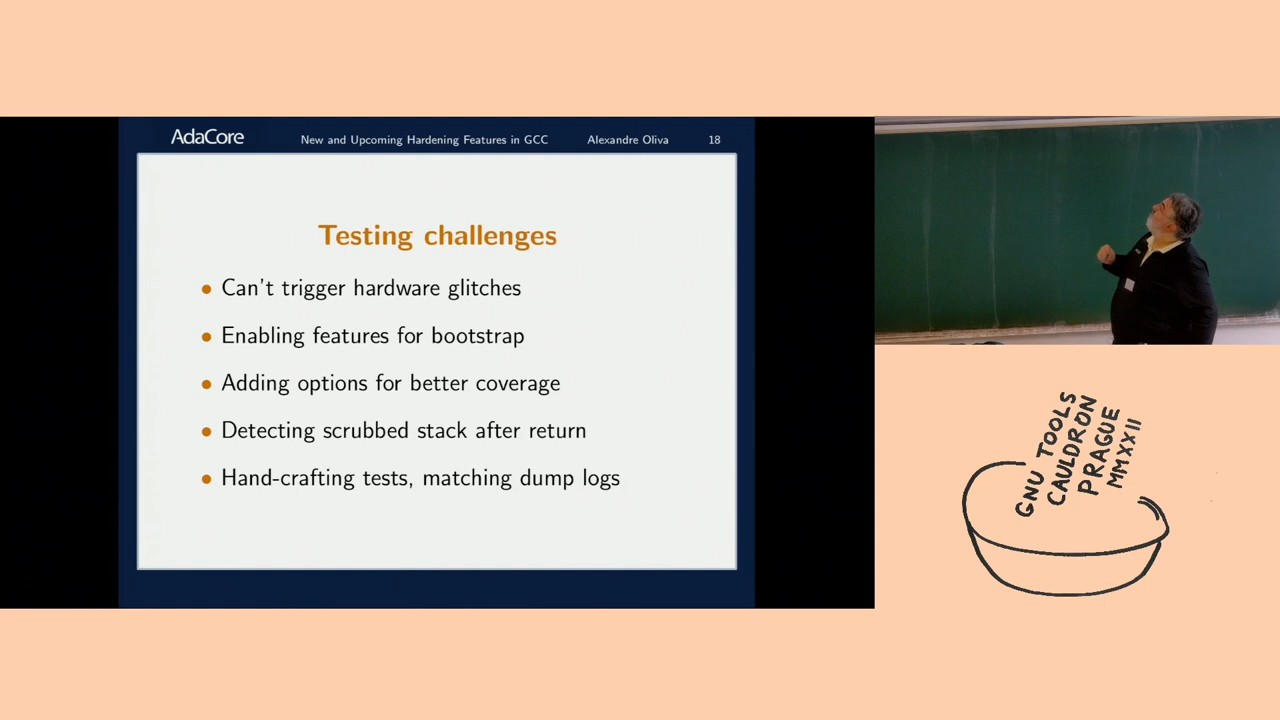 AdaCore
New and Upcoming Hardening Features in GCC Alexandre Oliva 18
Testing challenges
• Can't trigger hardware glitches
• Enabling features for bootstrap
• Adding options for better coverage
• Detecting scrubbed stack after return
• Hand-crafting tests, matching dump logs
GNU TOOLS
CAULDRON
PRAGUE
MMXXII